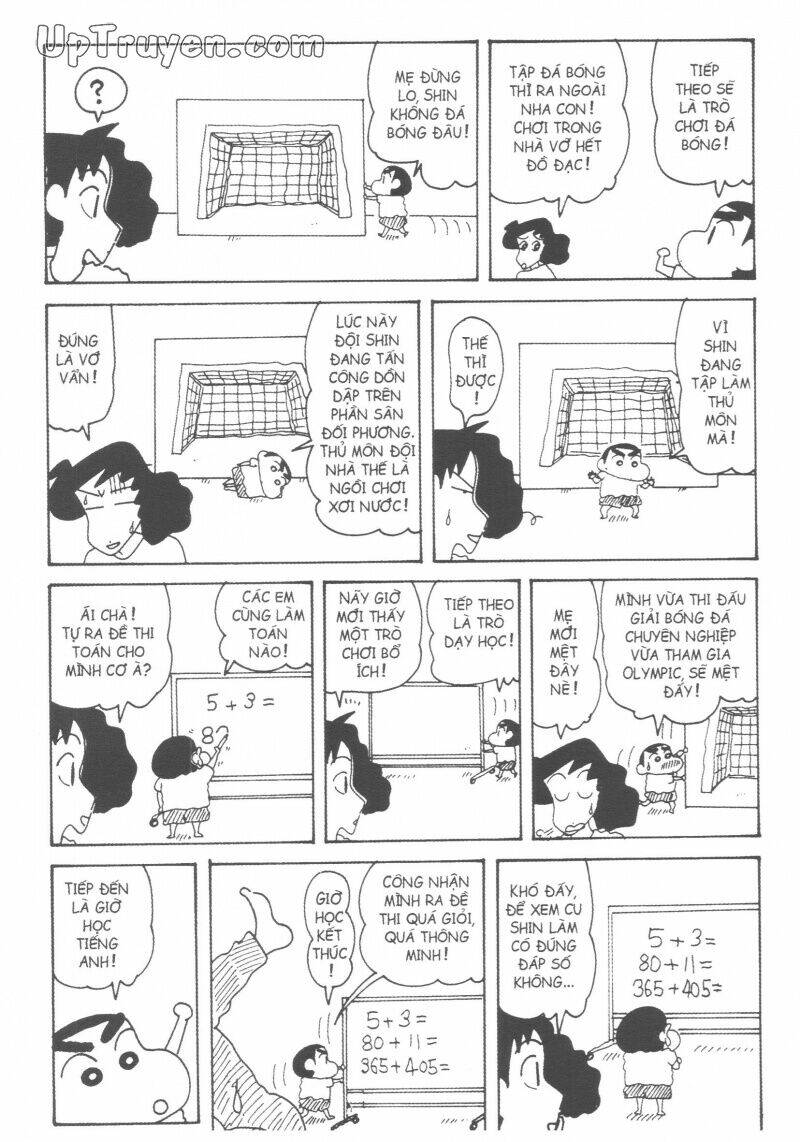 UpTruyen.com
TIẾP
THEO SẼ
LÀ TRÒ
CHƠI ĐÁ
BÓNG!
TẬP ĐÁ BÓNG
THÌ RA NGOÀI
NHA CON!
CHƠI TRONG
NHÀ VỠ HẾT
ĐỒ ĐẠC!
MẸ ĐỪNG
LO, SHIN
KHÔNG ĐÁ
BÓNG ĐÂU!
?
VÌ
SHIN
ĐANG
TẬP LÀM
THỦ
MÔN
MÀ!
THẾ
THÌ
ĐƯỢC
!
LÚC NÀY
ĐỘI SHIN
ĐANG TẤN
CÔNG DỒN
DẬP TRÊN
PHẦN SÂN
ĐỐI PHƯƠNG.
THỦ MÔN ĐỘI
NHÀ THẾ LÀ
NGỒI CHƠI
XƠI NƯỚC!
ĐÚNG
LÀ VỚ
VẨN!
MÌNH VỪA THI ĐẤU
GIẢI BÓNG ĐÁ
CHUYÊN NGHIỆP
VỪA THAM GIA
OLYMPIC, SẼ MỆT
ĐẤY!
MẸ
MỚI
MỆT
ĐÂY
NÈ!
TIẾP THEO
LÀ TRÒ
DẠY HỌC!
NÃY GIỜ
MỚI THẤY
MỘT TRÒ
CHƠI BỔ
ÍCH!
CÁC EM
CÙNG LÀM
TOÁN
NÀO!
ÁI CHÀ!
TỰ RA ĐỀ THI
TOÁN CHO
MÌNH CƠ À?
5 + 3 =
8
KHÓ ĐẤY,
ĐỂ XEM CU
SHIN LÀM
CÓ ĐÚNG
ĐÁP SỐ
KHÔNG...
5 + 3 =
80 + 11 =
365 + 405 =
CÔNG NHẬN
MÌNH RA ĐỀ
THI QUÁ GIỎI,
QUÁ THÔNG
MINH!
GIỜ
HỌC
KẾT
THÚC!
5 + 3 =
80 + 11 =
365 + 405 =
TIẾP ĐẾN
LÀ GIỜ
HỌC
TIẾNG
ANH!